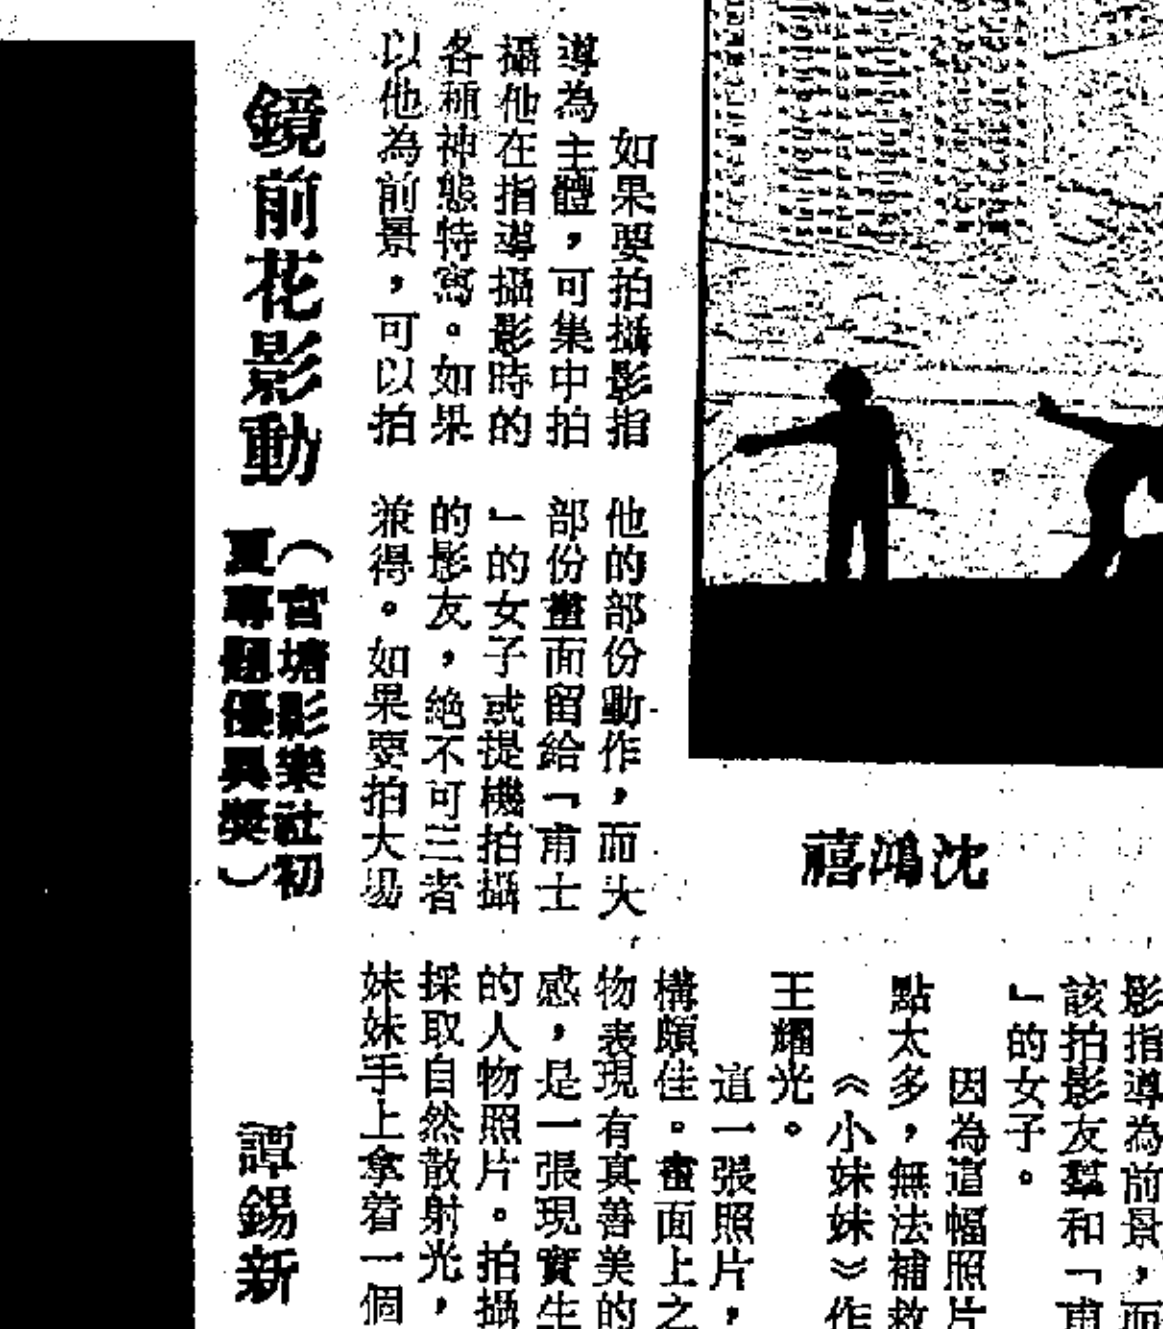 如果要拍攝影指
導為主體，可集中拍
攝他在指導攝影時的
各種神態特寫。如果
以他為前景，可以拍
他的部份動作，而大
部份畫面留給「甫士
」的女子或提機拍攝
的影友，絕不可三者
兼得。如果要拍大場
沈鴻禧
影指導為前景，而
該拍影友羣和「甫
」的女子。
因為這幅照片
點太多，無法補救
《小妹妹》作
王耀光。
這一張照片，
構頗佳。畫面上之
物表現有真善美的
感，是一張現實生
的人物照片。拍攝
採取自然散射光，
妹妹手上拿着一個
鏡前花影動
（官塘影樂社初
夏專題優異獎）
譚錫新